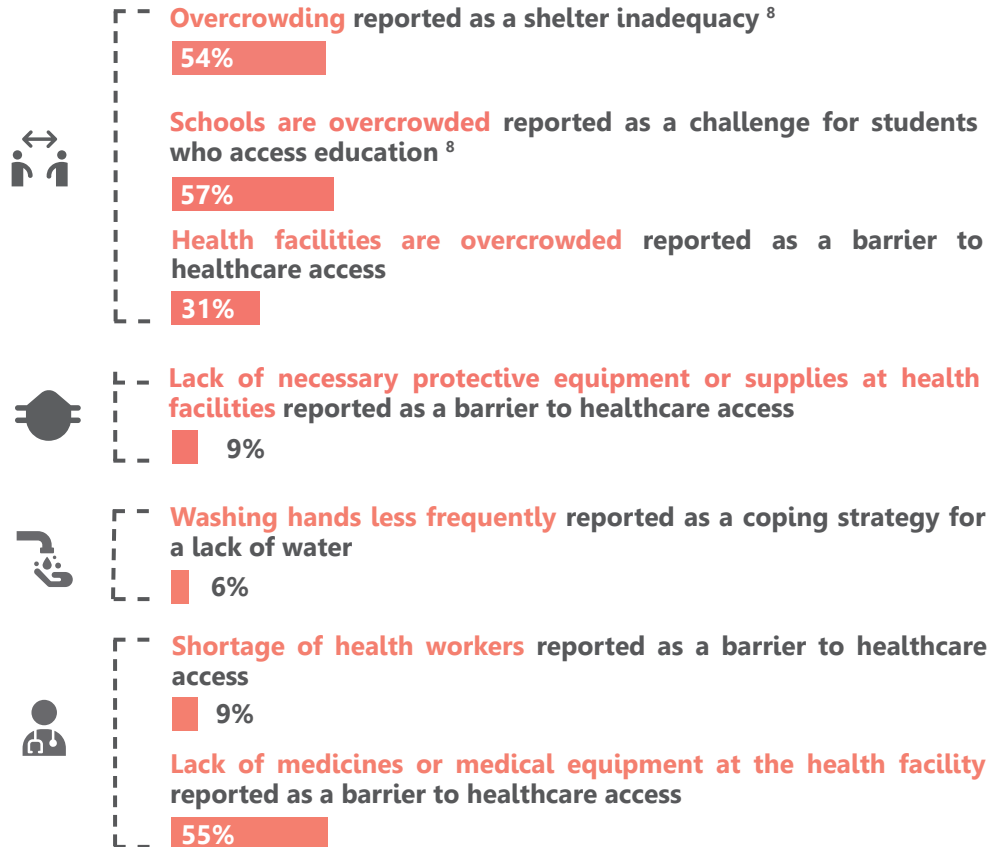 Overcrowding reported as a shelter inadequacy 8
54%
Schools are overcrowded reported as a challenge for students
who access education 8
57%
Health facilities are overcrowded reported as a barrier to
healthcare access
31%
Lack of necessary protective equipment or supplies at health
facilities reported as a barrier to healthcare access
9%
Washing hands less frequently reported as a coping strategy for
a lack of water
6%
Shortage of health workers reported as a barrier to healthcare
access
9%
Lack of medicines or medical equipment at the health facility
reported as a barrier to healthcare access
55%